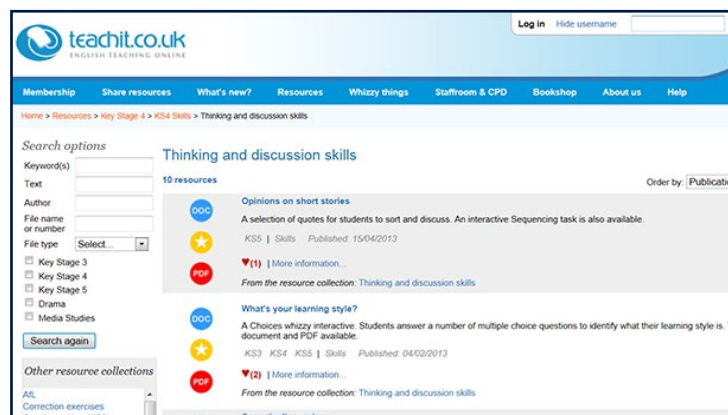 Log in Hide username
teachit.co.uk
ENGLISH TEACHING ONLINE
Membership Share resources What's new? Resources Whizzy things Staffroom & CPD Bookshop About us Help
Home > Resources > Key Stage 4 > KS4 Skills > Thinking and discussion skills
Search options
Keyword(s)
Text
Author
File name
or number
File type Select...
Key Stage 3
Key Stage 4
Key Stage 5
Drama
Media Studies
Search again
Other resource collections
AfL
Correction exercises
Thinking and discussion skills
10 resources
Order by: Publicati
DOC
PDF
Opinions on short stories
A selection of quotes for students to sort and discuss. An interactive Sequencing task is also available.
KS5 | Skills Published: 15/04/2013
(1) | More information...
From the resource collection: Thinking and discussion skills
DOC
PDF
What's your learning style?
A Choices whizzy interactive. Students answer a number of multiple choice questions to identify what their learning style is.
document and PDF available.
KS3 KS4 KS5 | Skills Published: 04/02/2013
(2) | More information...
From the resource collection: Thinking and discussion skills